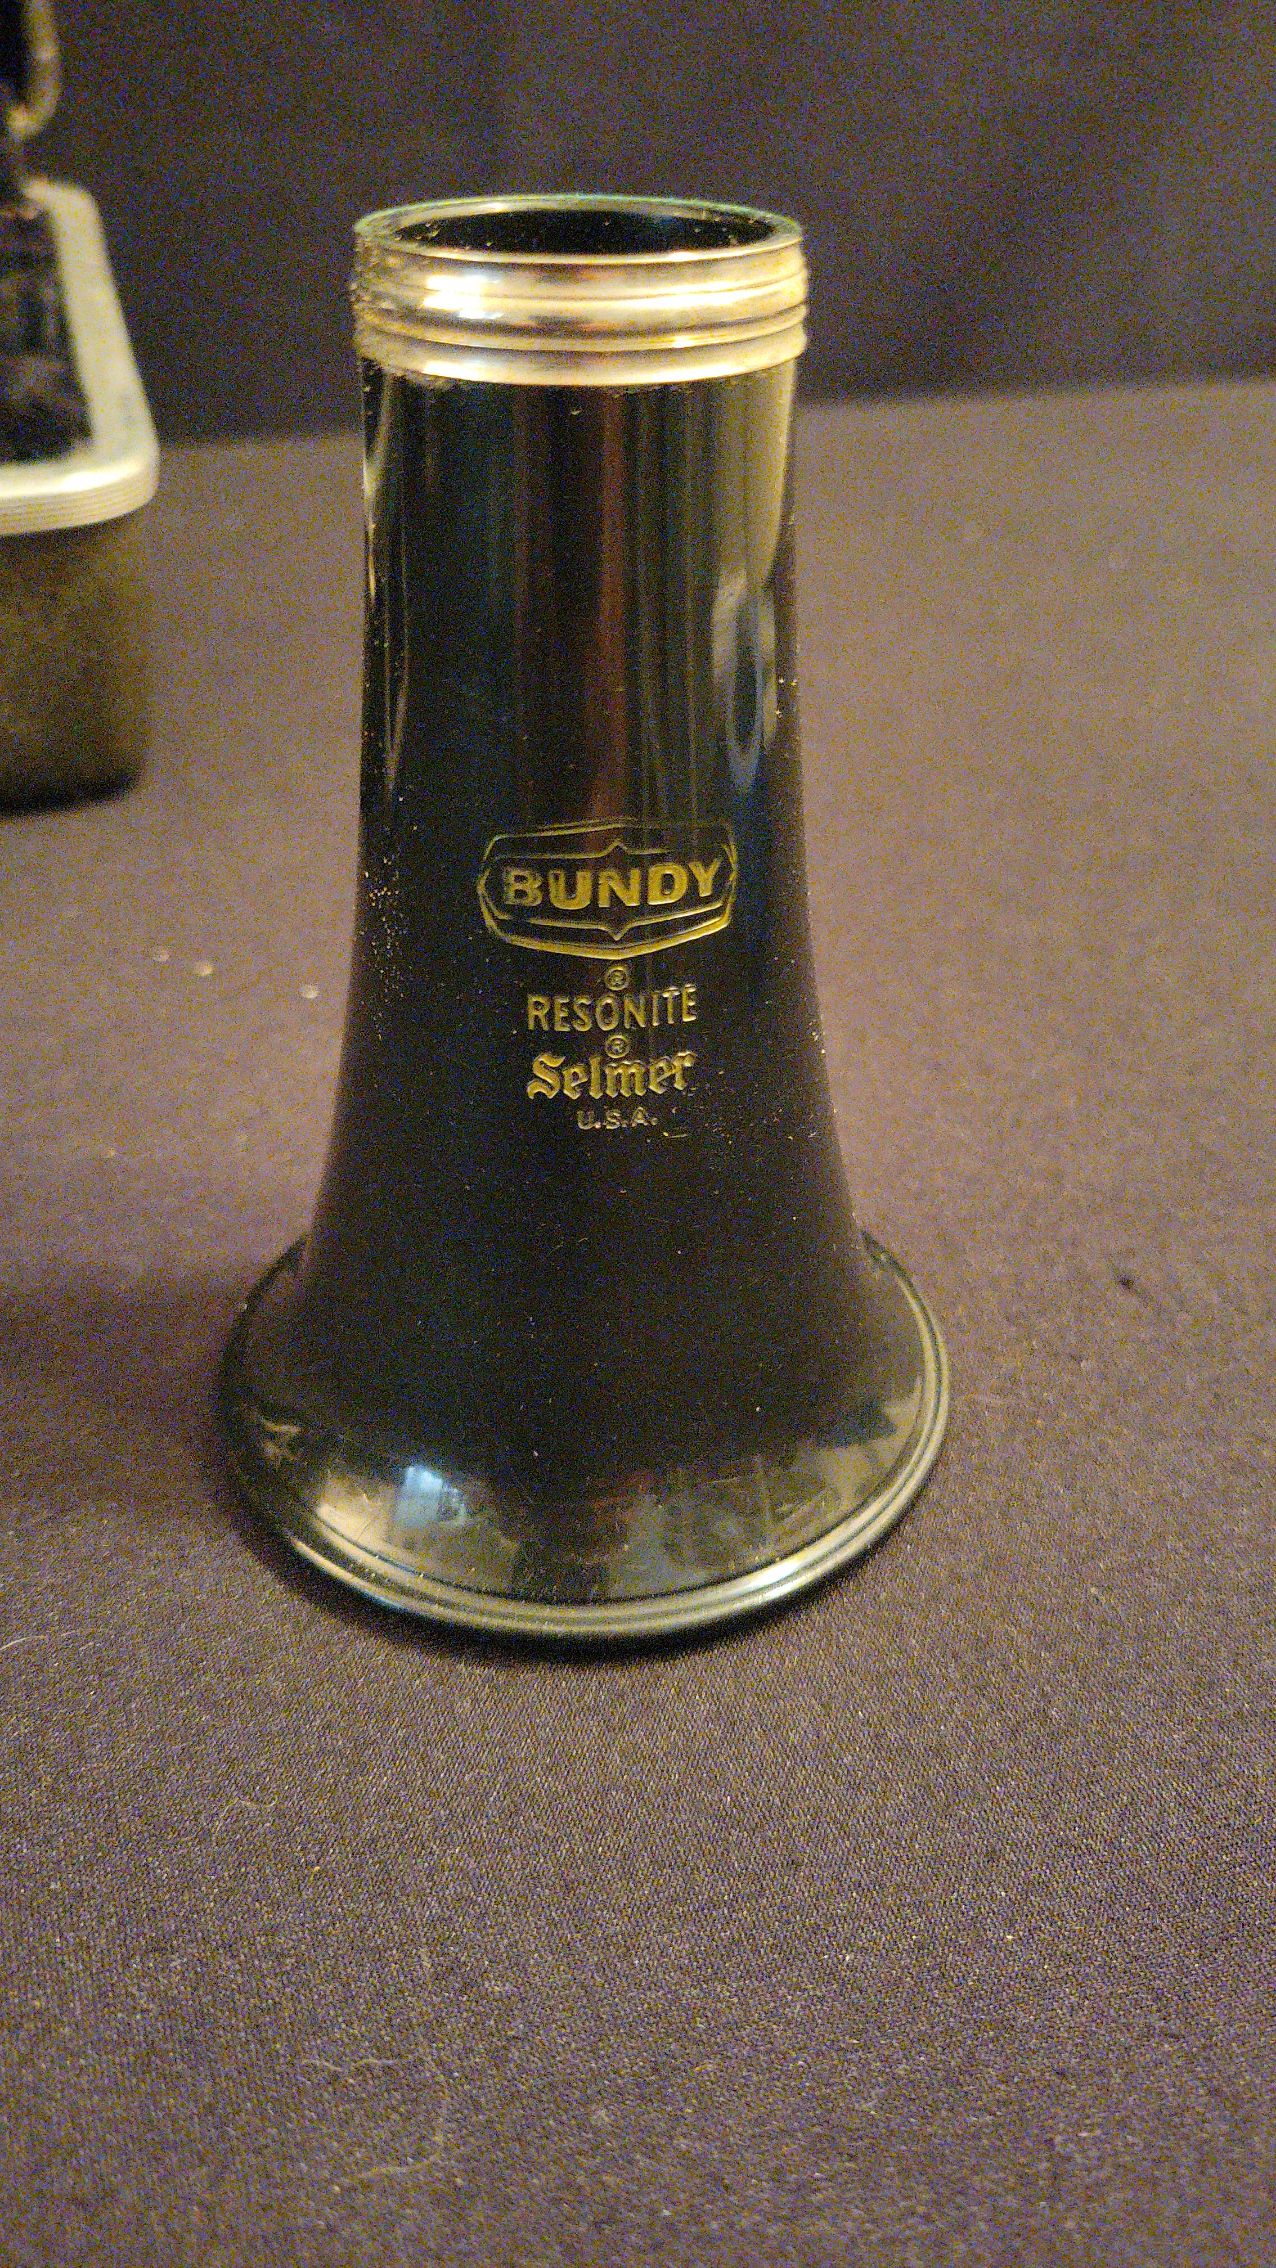 BUNDY
®
RESONITE
®
Selmer
U.S.A.